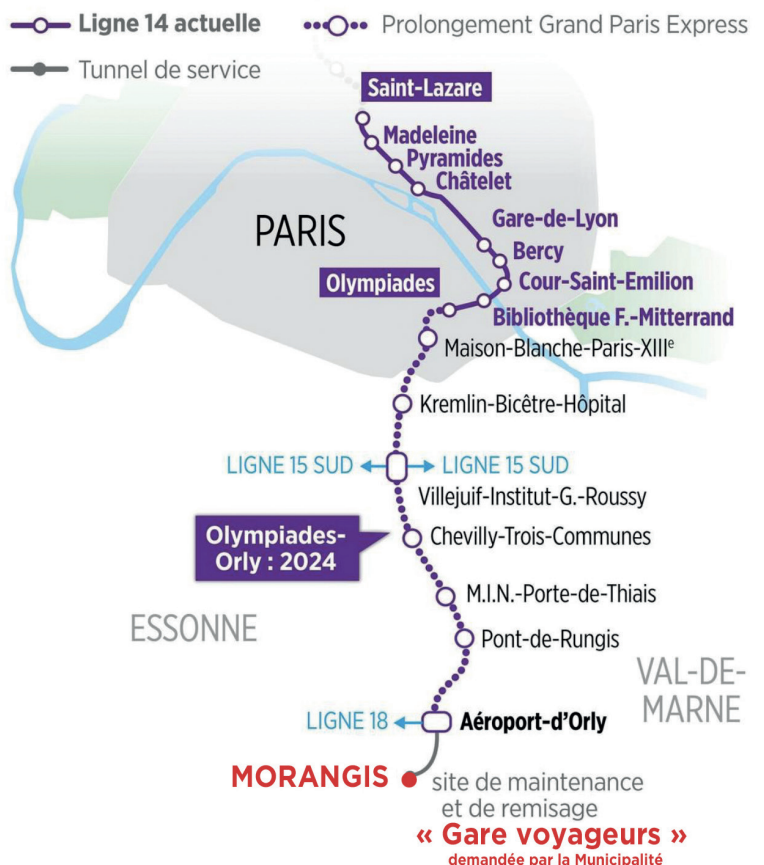 Ligne 14 actuelle
Prolongement Grand Paris Express
Tunnel de service
Saint-Lazare
Madeleine
Pyramides
Châtelet
PARIS
Gare-de-Lyon
Bercy
Olympiades
Cour-Saint-Emilion
Bibliothèque F.-Mitterrand
Maison-Blanche-Paris-XIIIe
Kremlin-Bicêtre-Hôpital
LIGNE 15 SUD
LIGNE 15 SUD
Villejuif-Institut-G.-Roussy
Olympiades-
Orly : 2024
Chevilly-Trois-Communes
M.I.N.-Porte-de-Thiais
ESSONNE
Pont-de-Rungis
VAL-DE-
MARNE
LIGNE 18
Aéroport-d'Orly
MORANGIS
site de maintenance
et de remisage
« Gare voyageurs »
demandée par la Municipalité